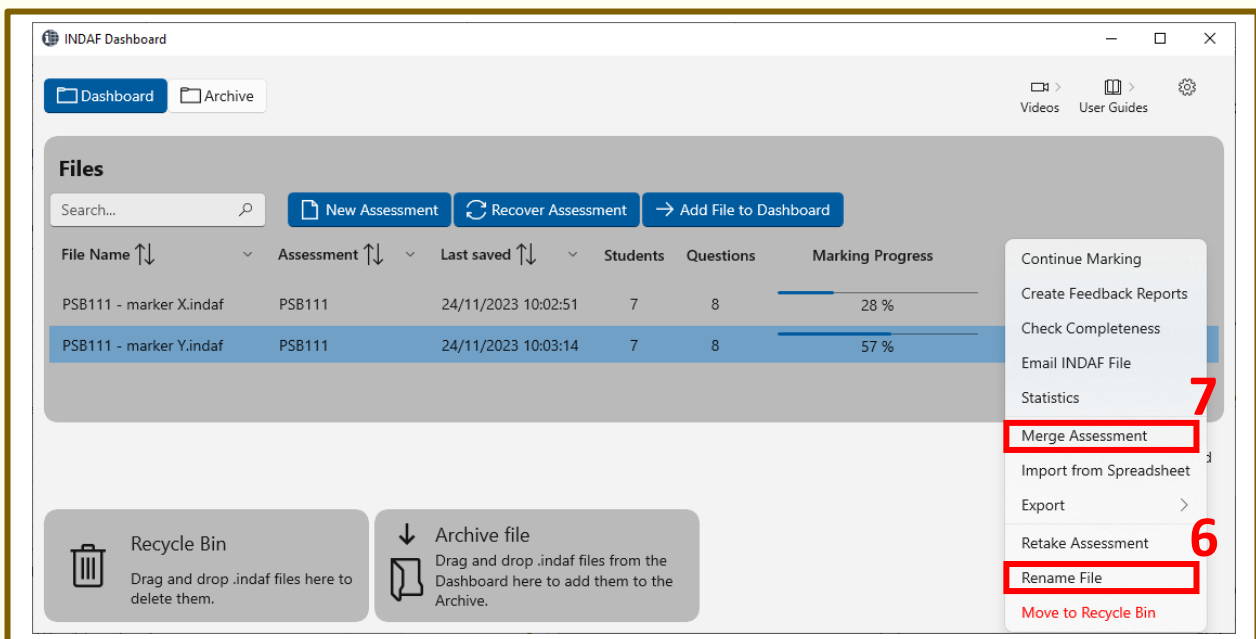 INDAF Dashboard
Dashboard Archive
Videos User Guides
Files
Search... New Assessment Recover Assessment Add File to Dashboard
File Name Assessment Last saved Students Questions Marking Progress
PSB111 - marker X.indaf PSB111 24/11/2023 10:02:51 7 8 28 %
PSB111 - marker Y.indaf PSB111 24/11/2023 10:03:14 7 8 57 %
Continue Marking
Create Feedback Reports
Check Completeness
Email INDAF File
Statistics
7
Merge Assessment
Import from Spreadsheet
Export
Retake Assessment
6
Rename File
Move to Recycle Bin
Recycle Bin
Drag and drop .indaf files here to
delete them.
Archive file
Drag and drop .indaf files from the
Dashboard here to add them to the
Archive.